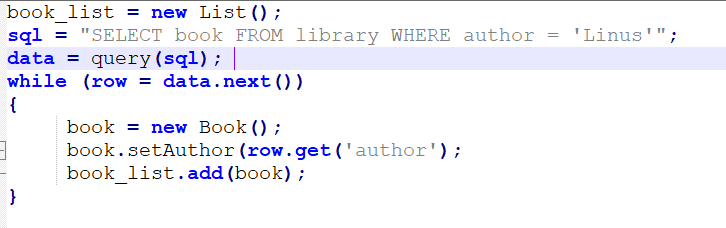 book_list = new List();
sql = "SELECT book FROM library WHERE author = 'Linus'";
data = query(sql);
while (row = data.next())
{
book = new Book();
book.setAuthor(row.get('author');
book_list.add(book);
}